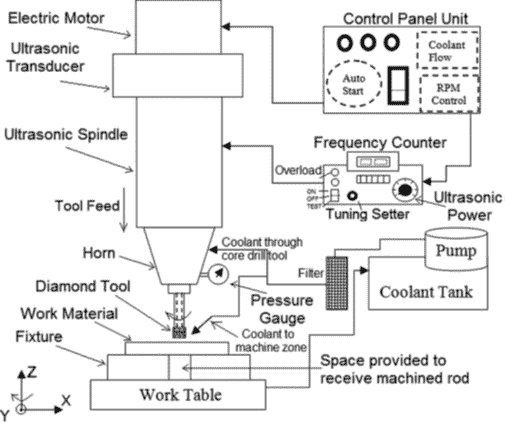 Electric Motor
Ultrasonic
Transducer
Ultrasonic Spindle
Tool Feed
Horn
Diamond Tool
Work Material
Fixture
Z
X
Y
Work Table
Control Panel Unit
Auto
Start
Coolant
Flow
RPM
Control
Frequency Counter
Overload
ON
OFF
TEST
Tuning Setter
Ultrasonic
Power
Coolant through
core drill tool
Pressure
Gauge
Filter
Pump
Coolant Tank
Coolant to
machine zone
Space provided to
receive machined rod